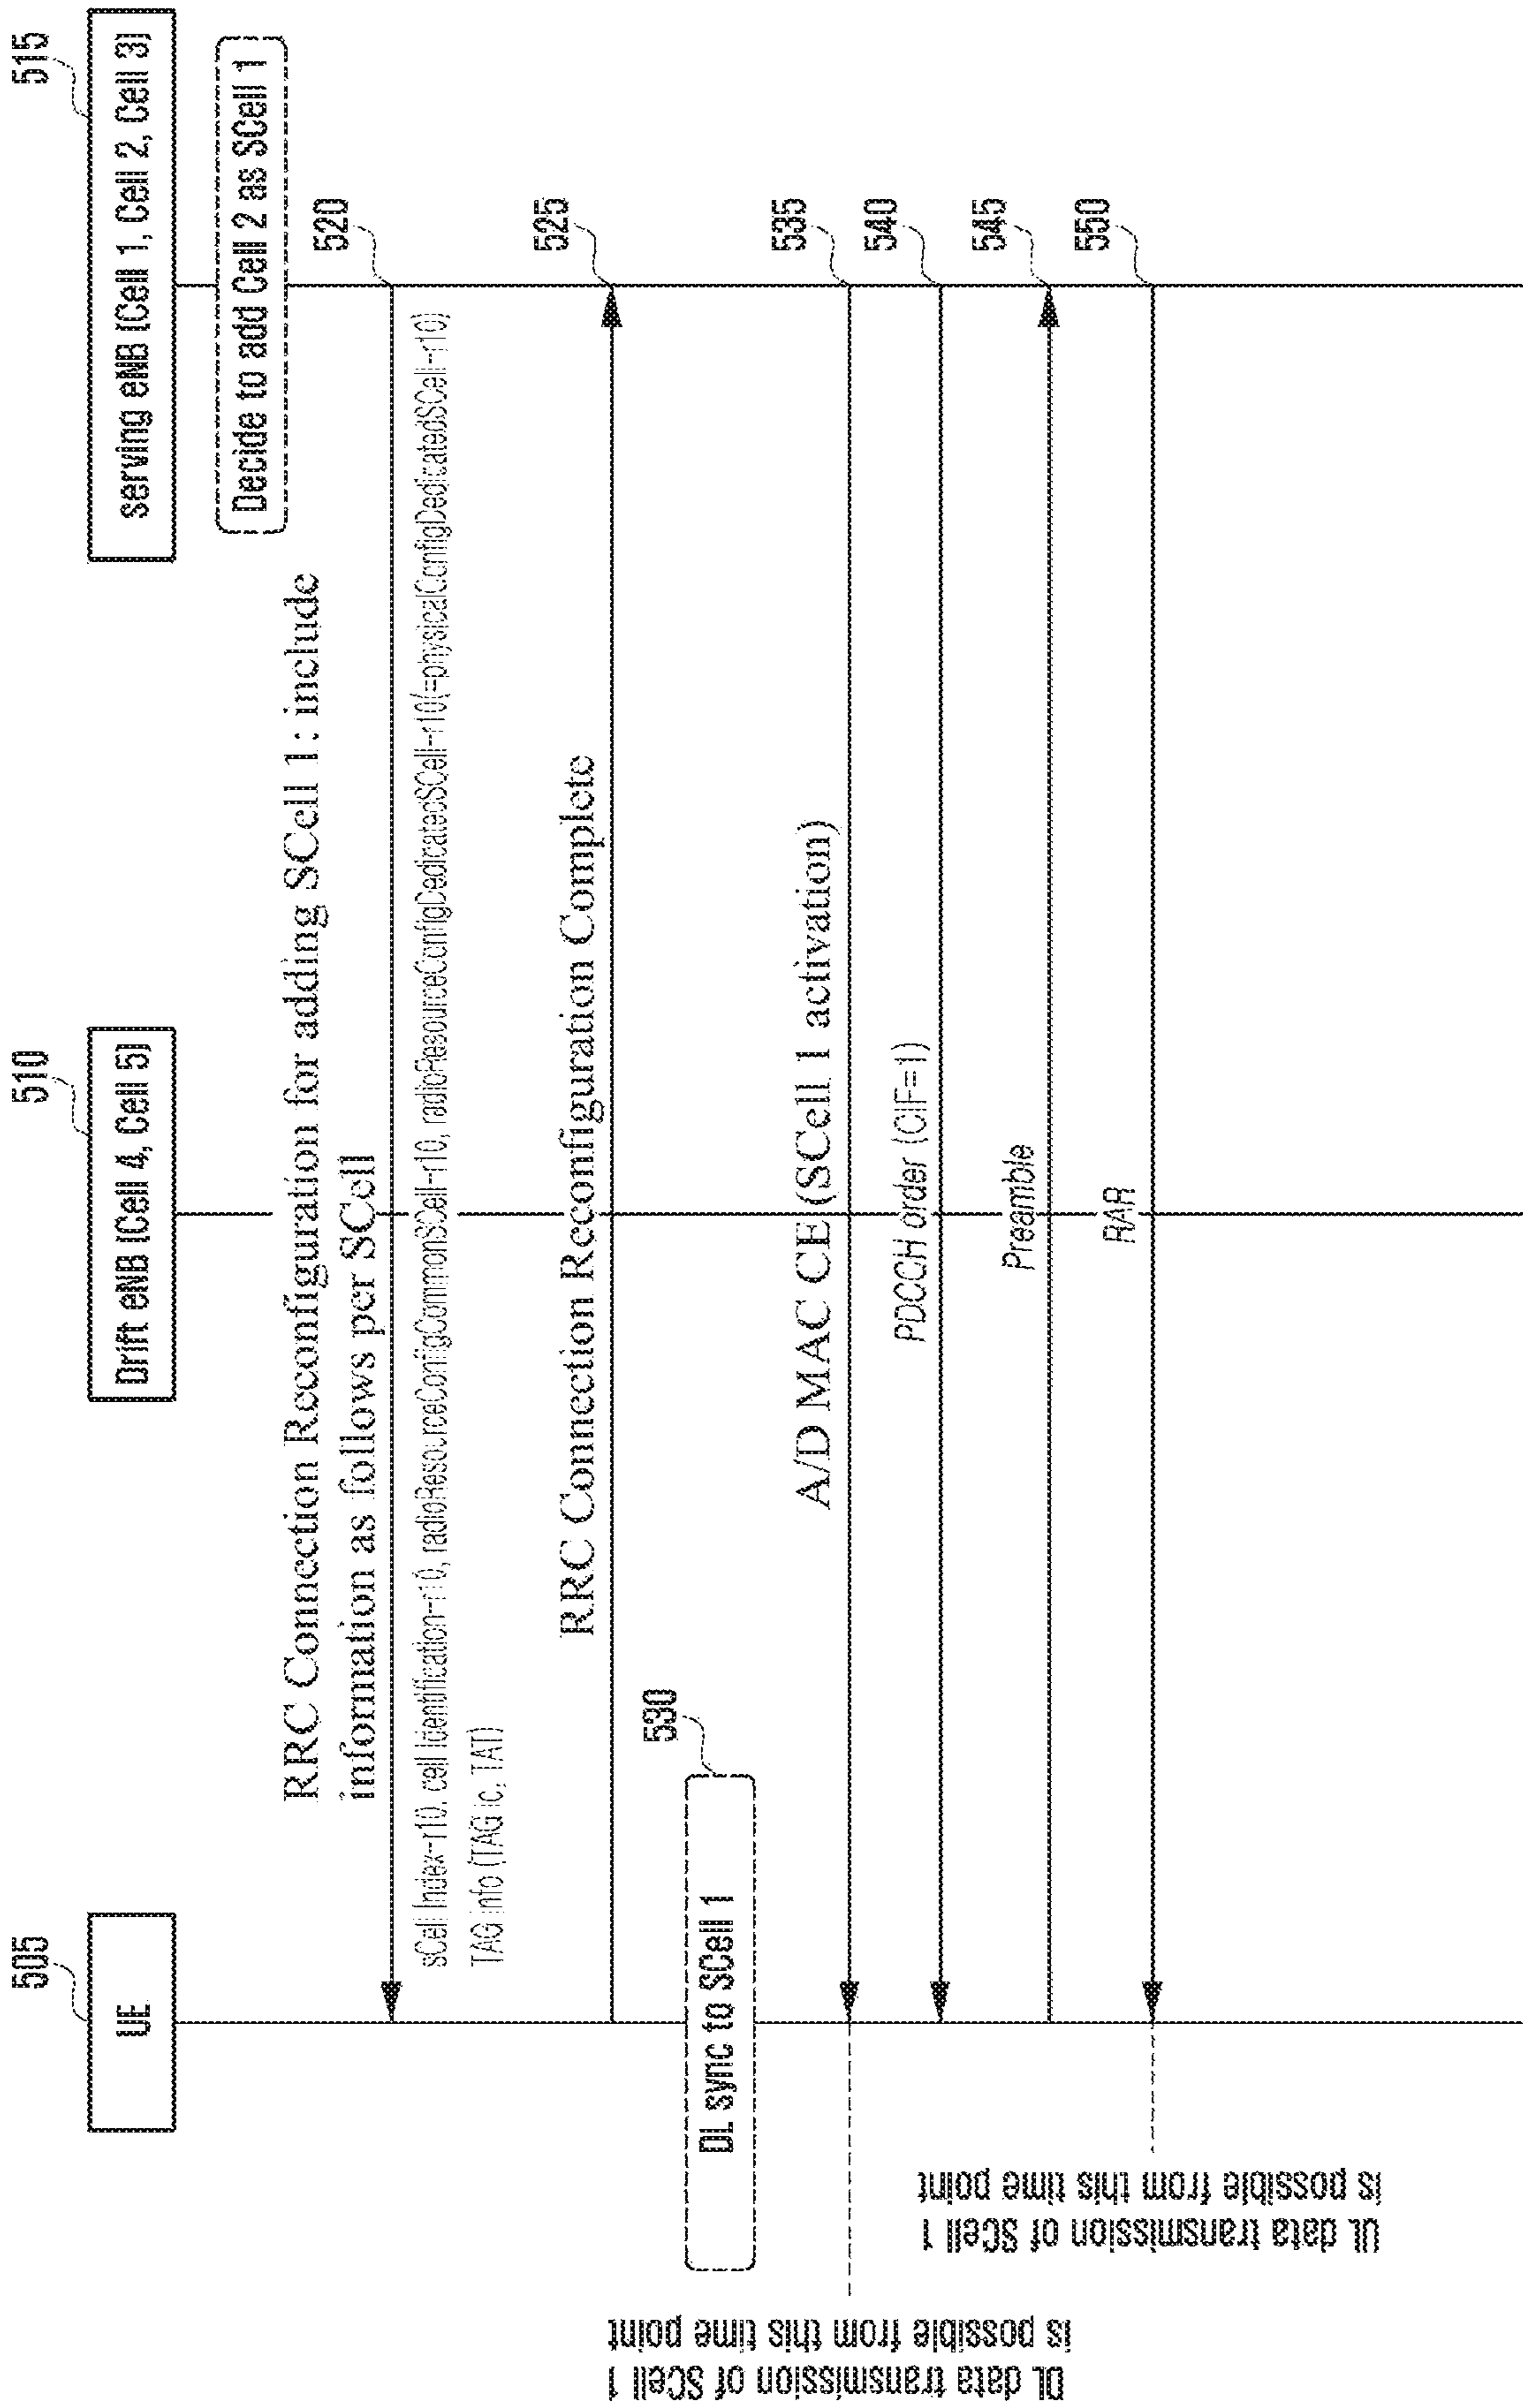 505
UE
510
Drift eNB (Cell 4, Cell 5)
515
serving eNB (Cell 1, Cell 2, Cell 3)
Decide to add Cell 2 as SCell 1
RRC Connection Reconfiguration for adding SCell 1: include
information as follows per SCell
520
sCell Index-r10, cell Identification-r10, radioResourceConfigCommonSCell-r10, radioResourceConfigDedicatedSCell-r10(=physicalConfigDedicatedSCell-r10)
TAG info (TAG ic, TAT)
RRC Connection Reconfiguration Complete
525
530
DL sync to SCell 1
A/D MAC CE (SCell 1 activation)
535
PDCCH order (CIF=1)
540
Preamble
545
RAR
550
DL data transmission of SCell 1
is possible from this time point
UL data transmission of SCell 1
is possible from this time point